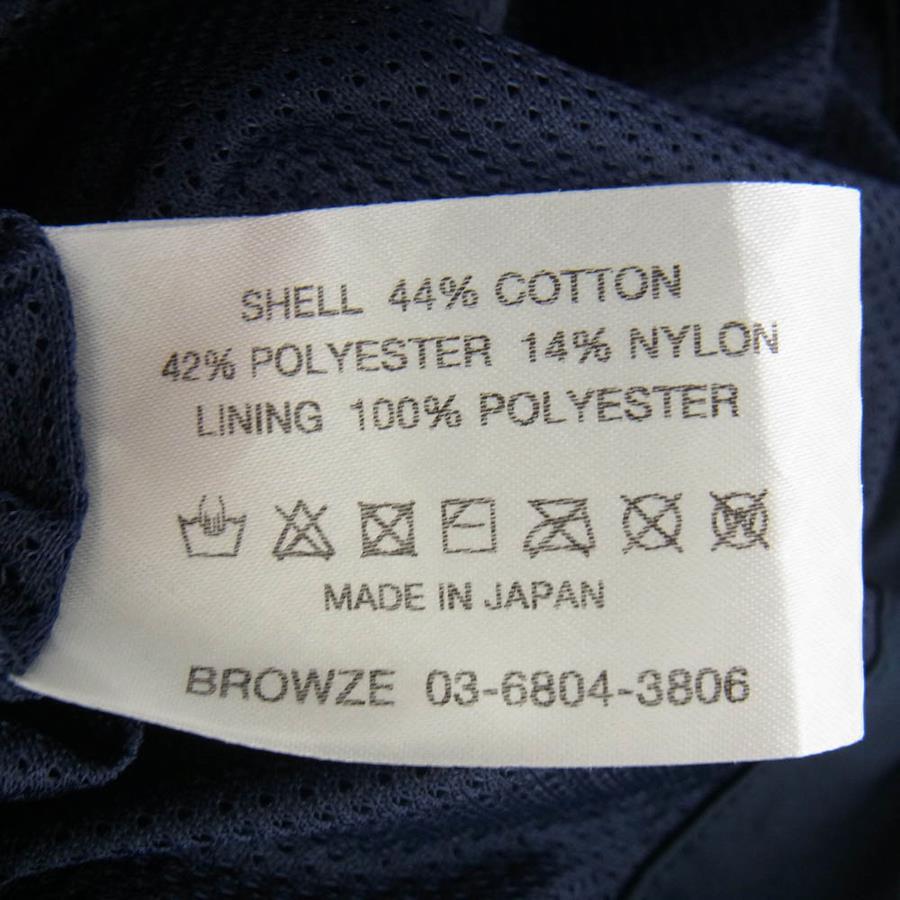 SHELL 44% COTTON
42% POLYESTER 14% NYLON
LINING 100% POLYESTER
MADE IN JAPAN
BROWZE 03-6804-3806